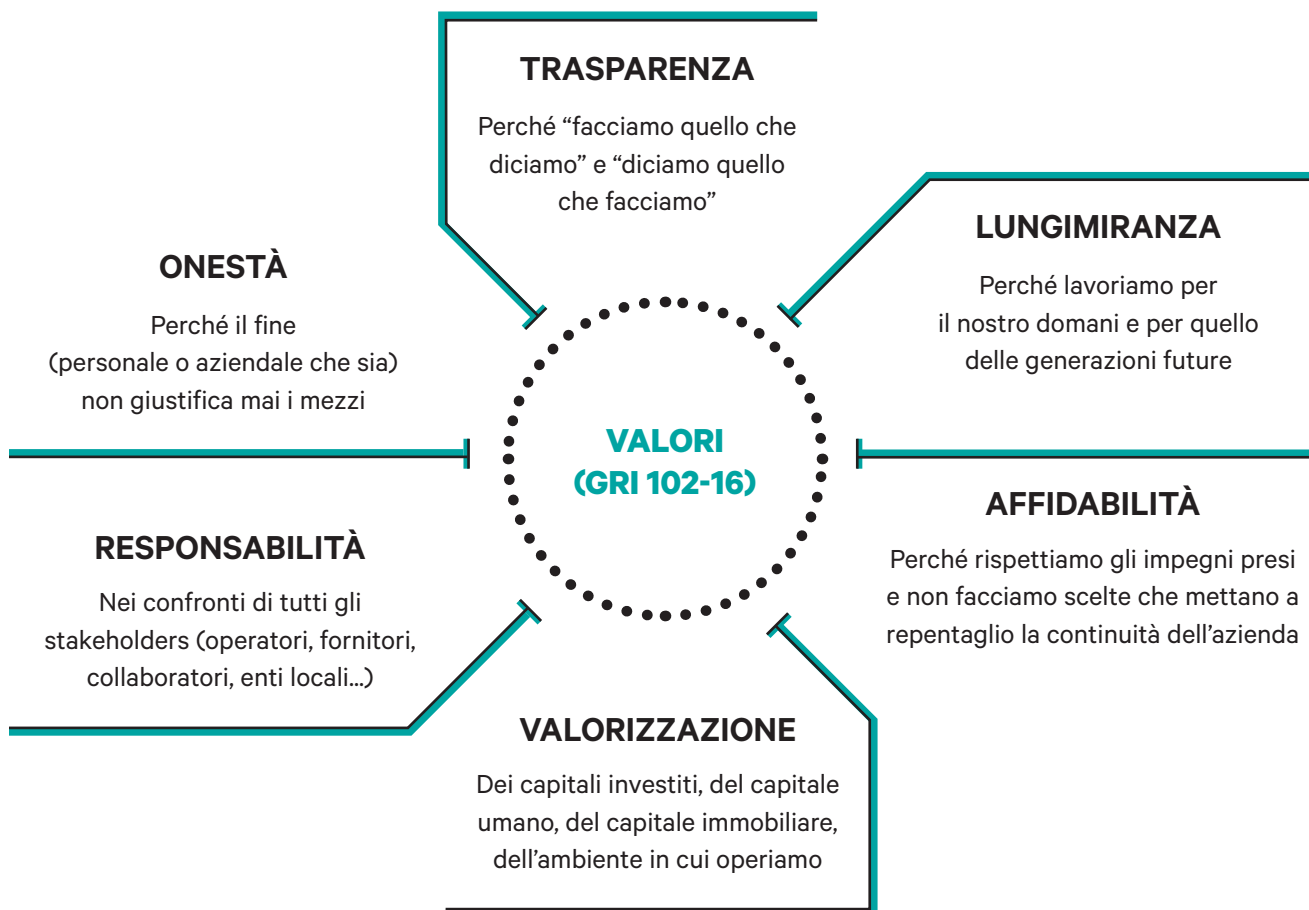 TRASPARENZA
Perché “facciamo quello che
diciamo” e “diciamo quello
che facciamo”
LUNGIMIRANZA
Perché lavoriamo per
il nostro domani e per quello
delle generazioni future
ONESTÀ
Perché il fine
(personale o aziendale che sia)
non giustifica mai i mezzi
VALORI
(GRI 102-16)
AFFIDABILITÀ
Perché rispettiamo gli impegni presi
e non facciamo scelte che mettano a
repentaglio la continuità dell’azienda
RESPONSABILITÀ
Nei confronti di tutti gli
stakeholders (operatori, fornitori,
collaboratori, enti locali...)
VALORIZZAZIONE
Dei capitali investiti, del capitale
umano, del capitale immobiliare,
dell’ambiente in cui operiamo